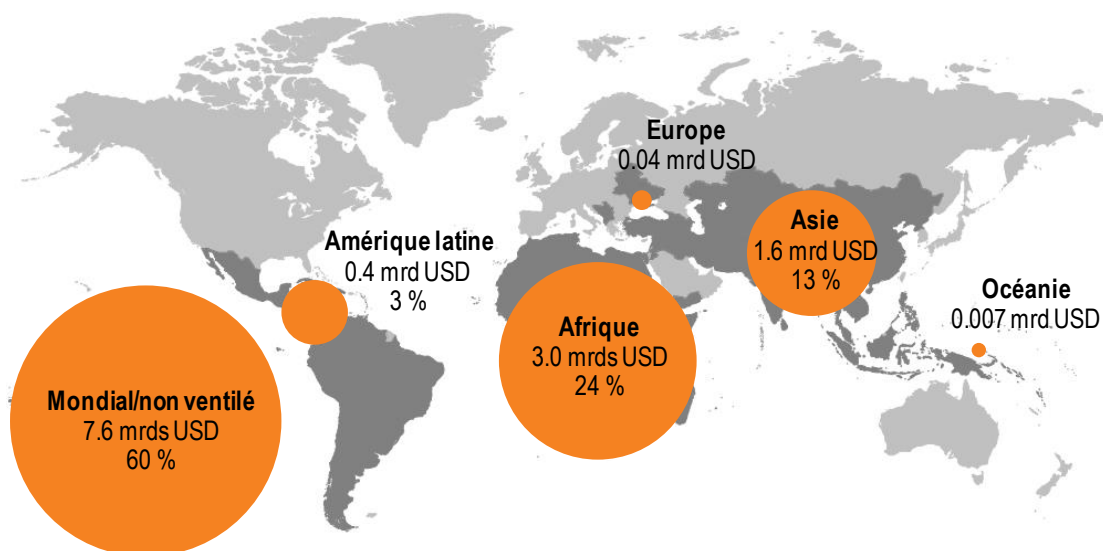 Europe
0.04 mrd USD
Asie
1.6 mrd USD
13 %
Amérique latine
0.4 mrd USD
3 %
Océanie
0.007 mrd USD
Afrique
3.0 mrds USD
24 %
Mondial/non ventilé
7.6 mrds USD
60 %